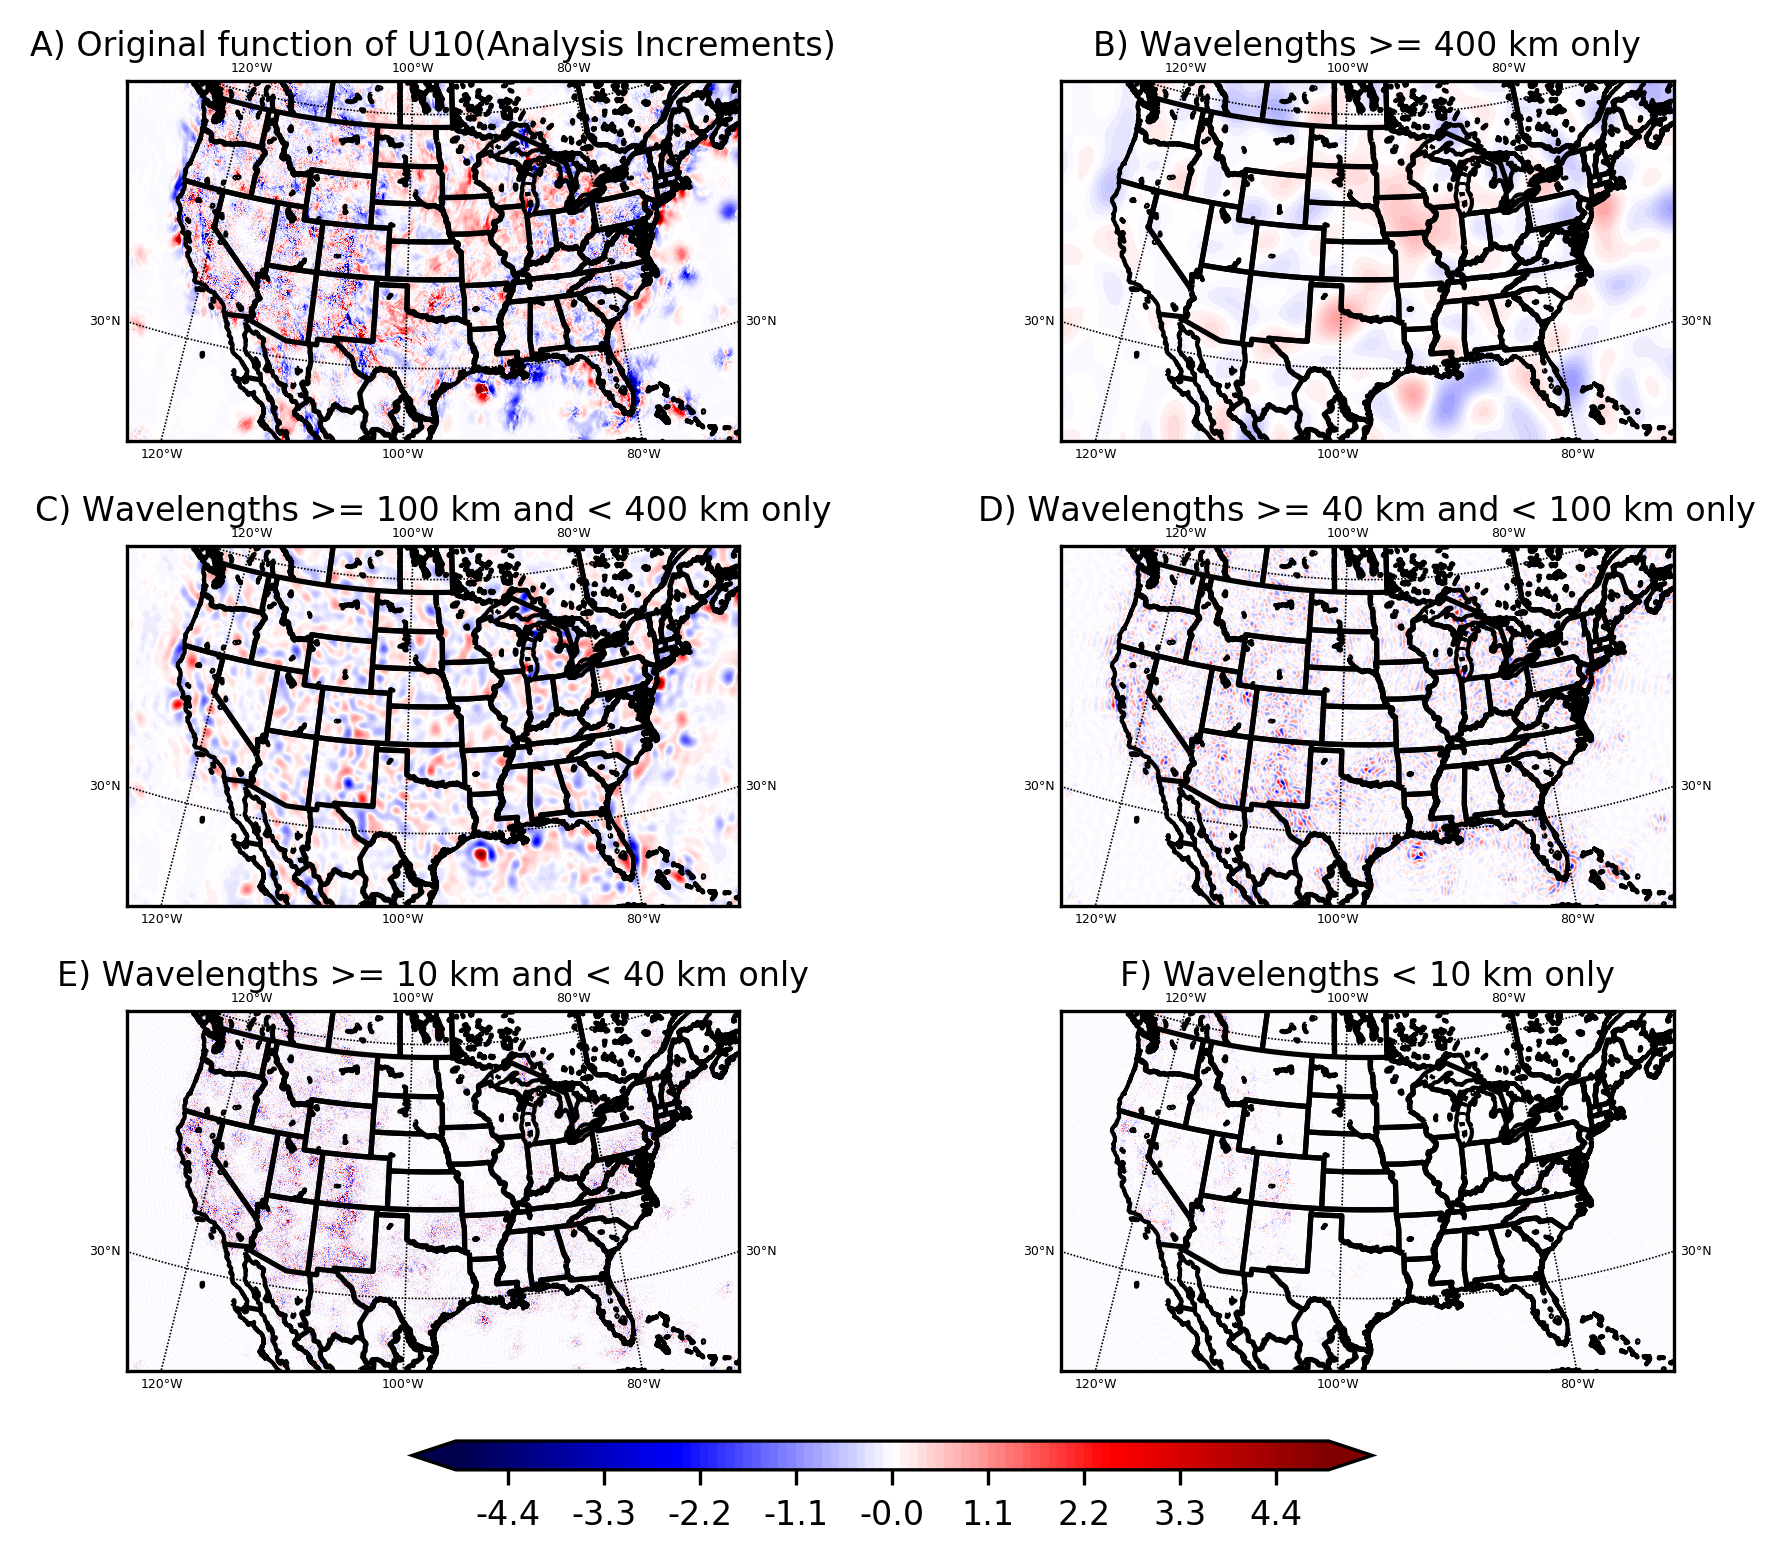 A) Original function of U10(Analysis Increments)
B) Wavelengths >= 400 km only
120°W 100°W 80°W
120°W 100°W 80°W
30°N 30°N
30°N 30°N
120°W 100°W 80°W
120°W 100°W 80°W
C) Wavelengths >= 100 km and < 400 km only
D) Wavelengths >= 40 km and < 100 km only
120°W 100°W 80°W
120°W 100°W 80°W
30°N 30°N
30°N 30°N
120°W 100°W 80°W
120°W 100°W 80°W
E) Wavelengths >= 10 km and < 40 km only
F) Wavelengths < 10 km only
120°W 100°W 80°W
120°W 100°W 80°W
30°N 30°N
30°N 30°N
120°W 100°W 80°W
120°W 100°W 80°W
-4.4 -3.3 -2.2 -1.1 -0.0 1.1 2.2 3.3 4.4